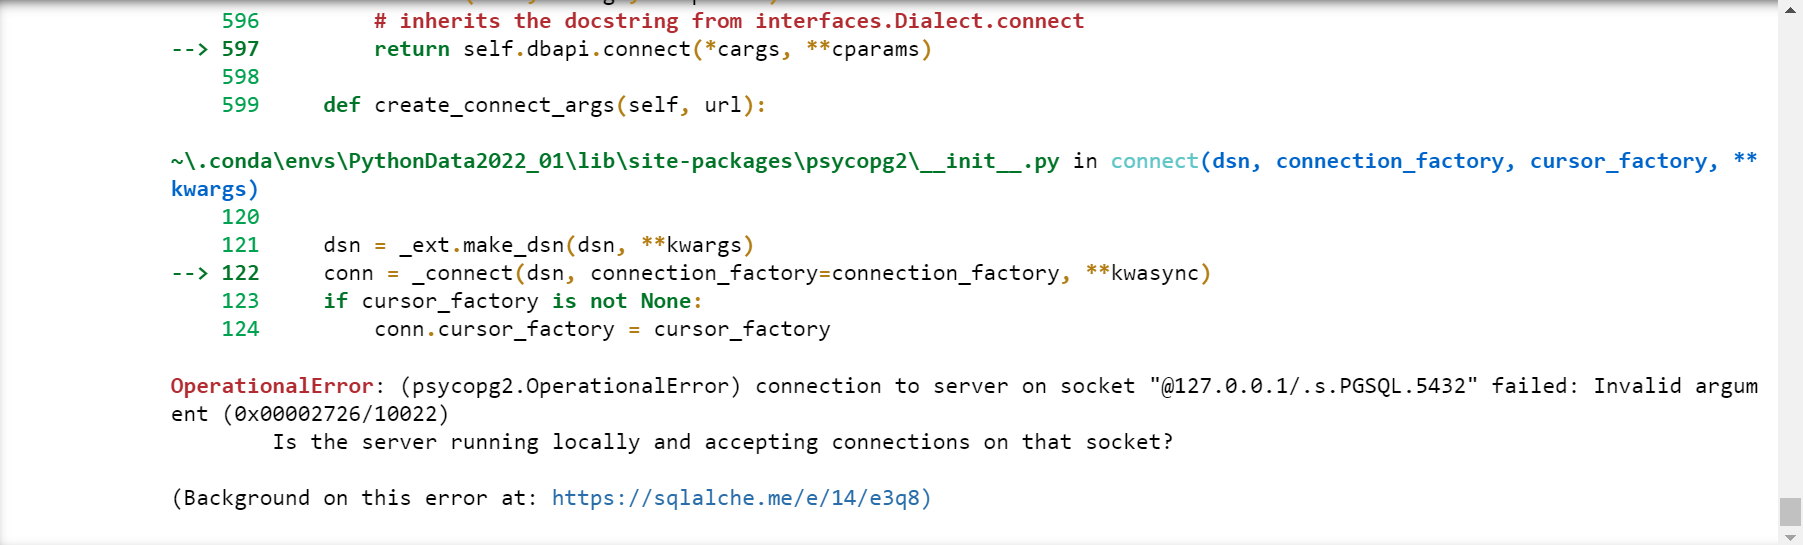 596         # inherits the docstring from interfaces.Dialect.connect
--> 597         return self.dbapi.connect(*cargs, **cparams)
598
599     def create_connect_args(self, url):
~\.conda\envs\PythonData2022_01\lib\site-packages\psycopg2\__init__.py in connect(dsn, connection_factory, cursor_factory, **
kwargs)
120
121     dsn = _ext.make_dsn(dsn, **kwargs)
--> 122     conn = _connect(dsn, connection_factory=connection_factory, **kwasync)
123     if cursor_factory is not None:
124         conn.cursor_factory = cursor_factory
OperationalError: (psycopg2.OperationalError) connection to server on socket "@127.0.0.1/.s.PGSQL.5432" failed: Invalid argum
ent (0x00002726/10022)
Is the server running locally and accepting connections on that socket?
(Background on this error at: https://sqlalche.me/e/14/e3q8)